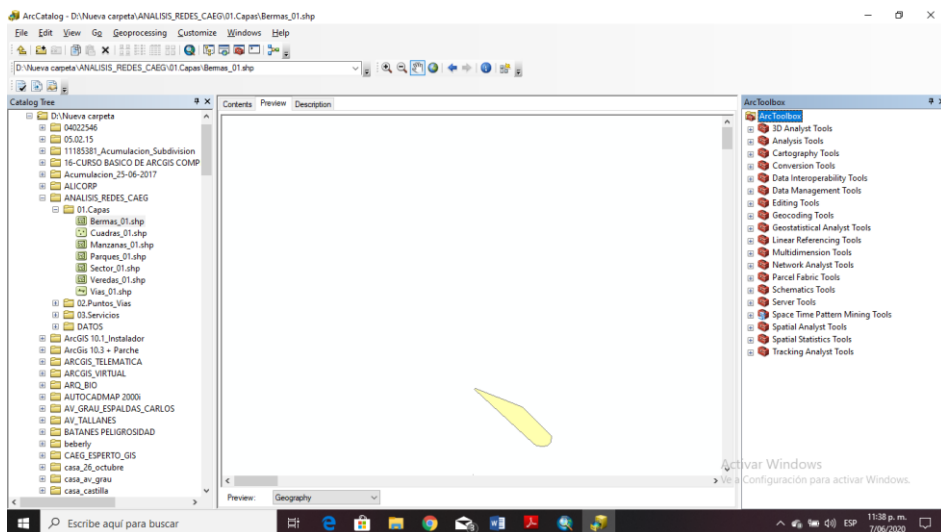 ArcCatalog - D:\Nueva carpeta\ANALISIS_REDES_CAEG\01.Capas\Bermas_01.shp
File Edit View Go Geoprocessing Customize Windows Help
D:\Nueva carpeta\ANALISIS_REDES_CAEG\01.Capas\Bermas_01.shp
Catalog Tree
D:\Nueva carpeta
04022546
05.02.15
11185381_Acumulacion_Subdivision
16-CURSO BASICO DE ARCGIS COMP
Acumulacion_25-06-2017
ALICORP
ANALISIS_REDES_CAEG
01.Capas
Bermas_01.shp
Cuadras_01.shp
Manzanas_01.shp
Parques_01.shp
Sector_01.shp
Veredas_01.shp
Vias_01.shp
02.Puntos_Vias
03.Servicios
DATOS
ArcGIS 10.1_Instalador
ArcGis 10.3 + Parche
ARCGIS_TELEMATICA
ARCGIS_VIRTUAL
ARQ_BIO
AUTOCADMAP 2000i
AV_GRAU_ESPALDAS_CARLOS
AV_TALLANES
BATANES PELIGROSIDAD
beberly
CAEG_ESPERTO_GIS
casa_26_octubre
casa_av_grau
casa_castilla
Contents Preview Description
Preview: Geography
ArcToolbox
ArcToolbox
3D Analyst Tools
Analysis Tools
Cartography Tools
Conversion Tools
Data Interoperability Tools
Data Management Tools
Editing Tools
Geocoding Tools
Geostatistical Analyst Tools
Linear Referencing Tools
Multidimension Tools
Network Analyst Tools
Parcel Fabric Tools
Schematics Tools
Server Tools
Space Time Pattern Mining Tools
Spatial Analyst Tools
Spatial Statistics Tools
Tracking Analyst Tools
Activar Windows
Ve a Configuración para activar Windows.
Escribe aquí para buscar
ESP
11:38 p. m.
7/06/2020